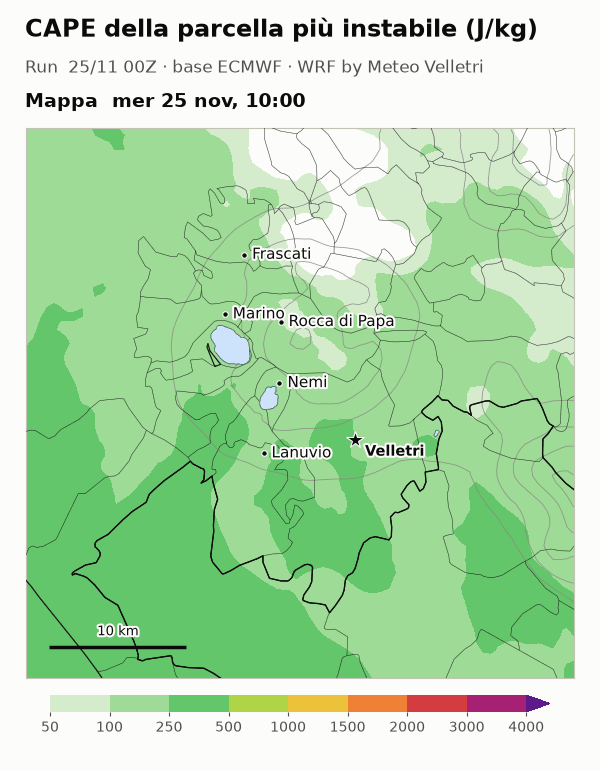 CAPE della parcella più instabile (J/kg)
Run  25/11 00Z · base ECMWF · WRF by Meteo Velletri
Mappa  mer 25 nov, 10:00
Frascati
Marino
Rocca di Papa
Nemi
Velletri
Lanuvio
10 km
50 100 250 500 1000 1500 2000 3000 4000